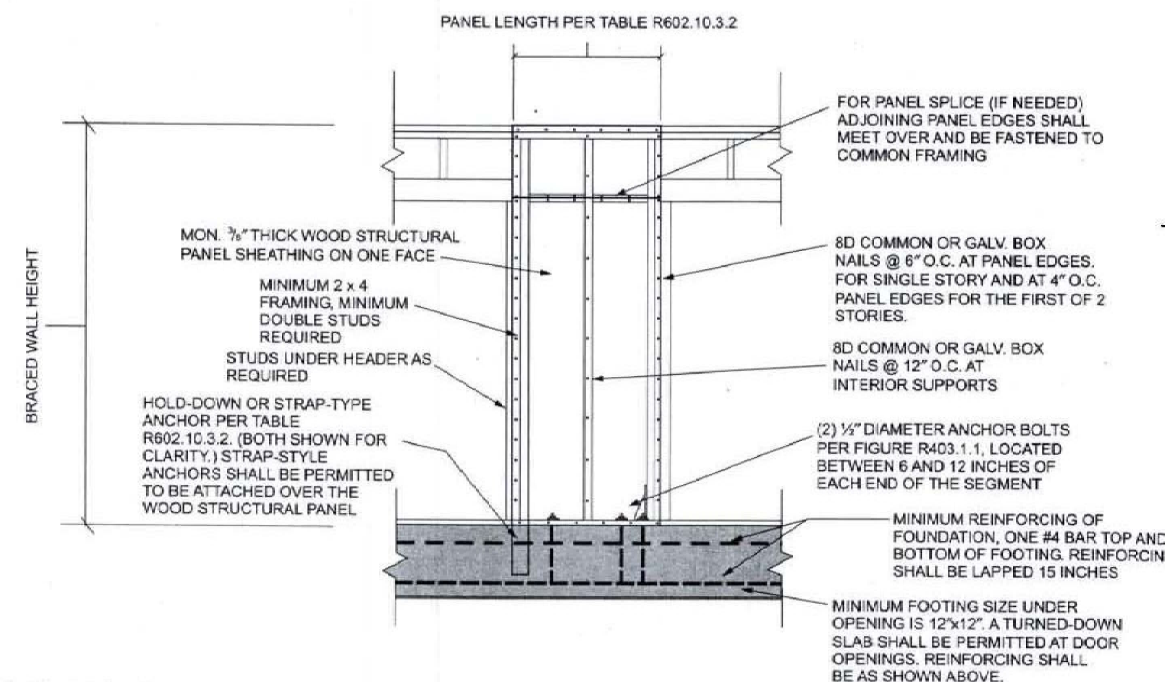 PANEL LENGTH PER TABLE R602.10.3.2
FOR PANEL SPLICE (IF NEEDED)
ADJOINING PANEL EDGES SHALL
MEET OVER AND BE FASTENED TO
COMMON FRAMING
MON. 3/8" THICK WOOD STRUCTURAL
PANEL SHEATHING ON ONE FACE
8D COMMON OR GALV. BOX
NAILS @ 6" O.C. AT PANEL EDGES.
FOR SINGLE STORY AND AT 4" O.C.
PANEL EDGES FOR THE FIRST OF 2
STORIES.
MINIMUM 2 x 4
FRAMING, MINIMUM
DOUBLE STUDS
REQUIRED
STUDS UNDER HEADER AS
REQUIRED
8D COMMON OR GALV. BOX
NAILS @ 12" O.C. AT
INTERIOR SUPPORTS
BRACED WALL HEIGHT
HOLD-DOWN OR STRAP-TYPE
ANCHOR PER TABLE
R602.10.3.2. (BOTH SHOWN FOR
CLARITY.) STRAP-STYLE
ANCHORS SHALL BE PERMITTED
TO BE ATTACHED OVER THE
WOOD STRUCTURAL PANEL
(2) ½" DIAMETER ANCHOR BOLTS
PER FIGURE R403.1.1, LOCATED
BETWEEN 6 AND 12 INCHES OF
EACH END OF THE SEGMENT
MINIMUM REINFORCING OF
FOUNDATION, ONE #4 BAR TOP AND
BOTTOM OF FOOTING. REINFORCIN
SHALL BE LAPPED 15 INCHES
MINIMUM FOOTING SIZE UNDER
OPENING IS 12"x12". A TURNED-DOWN
SLAB SHALL BE PERMITTED AT DOOR
OPENINGS. REINFORCING SHALL
BE AS SHOWN ABOVE.